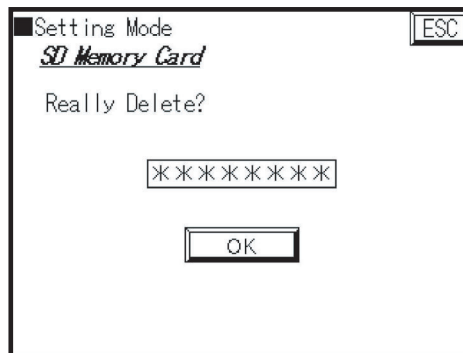 ■Setting Mode ESC
SD Memory Card
Really Delete?
********
OK